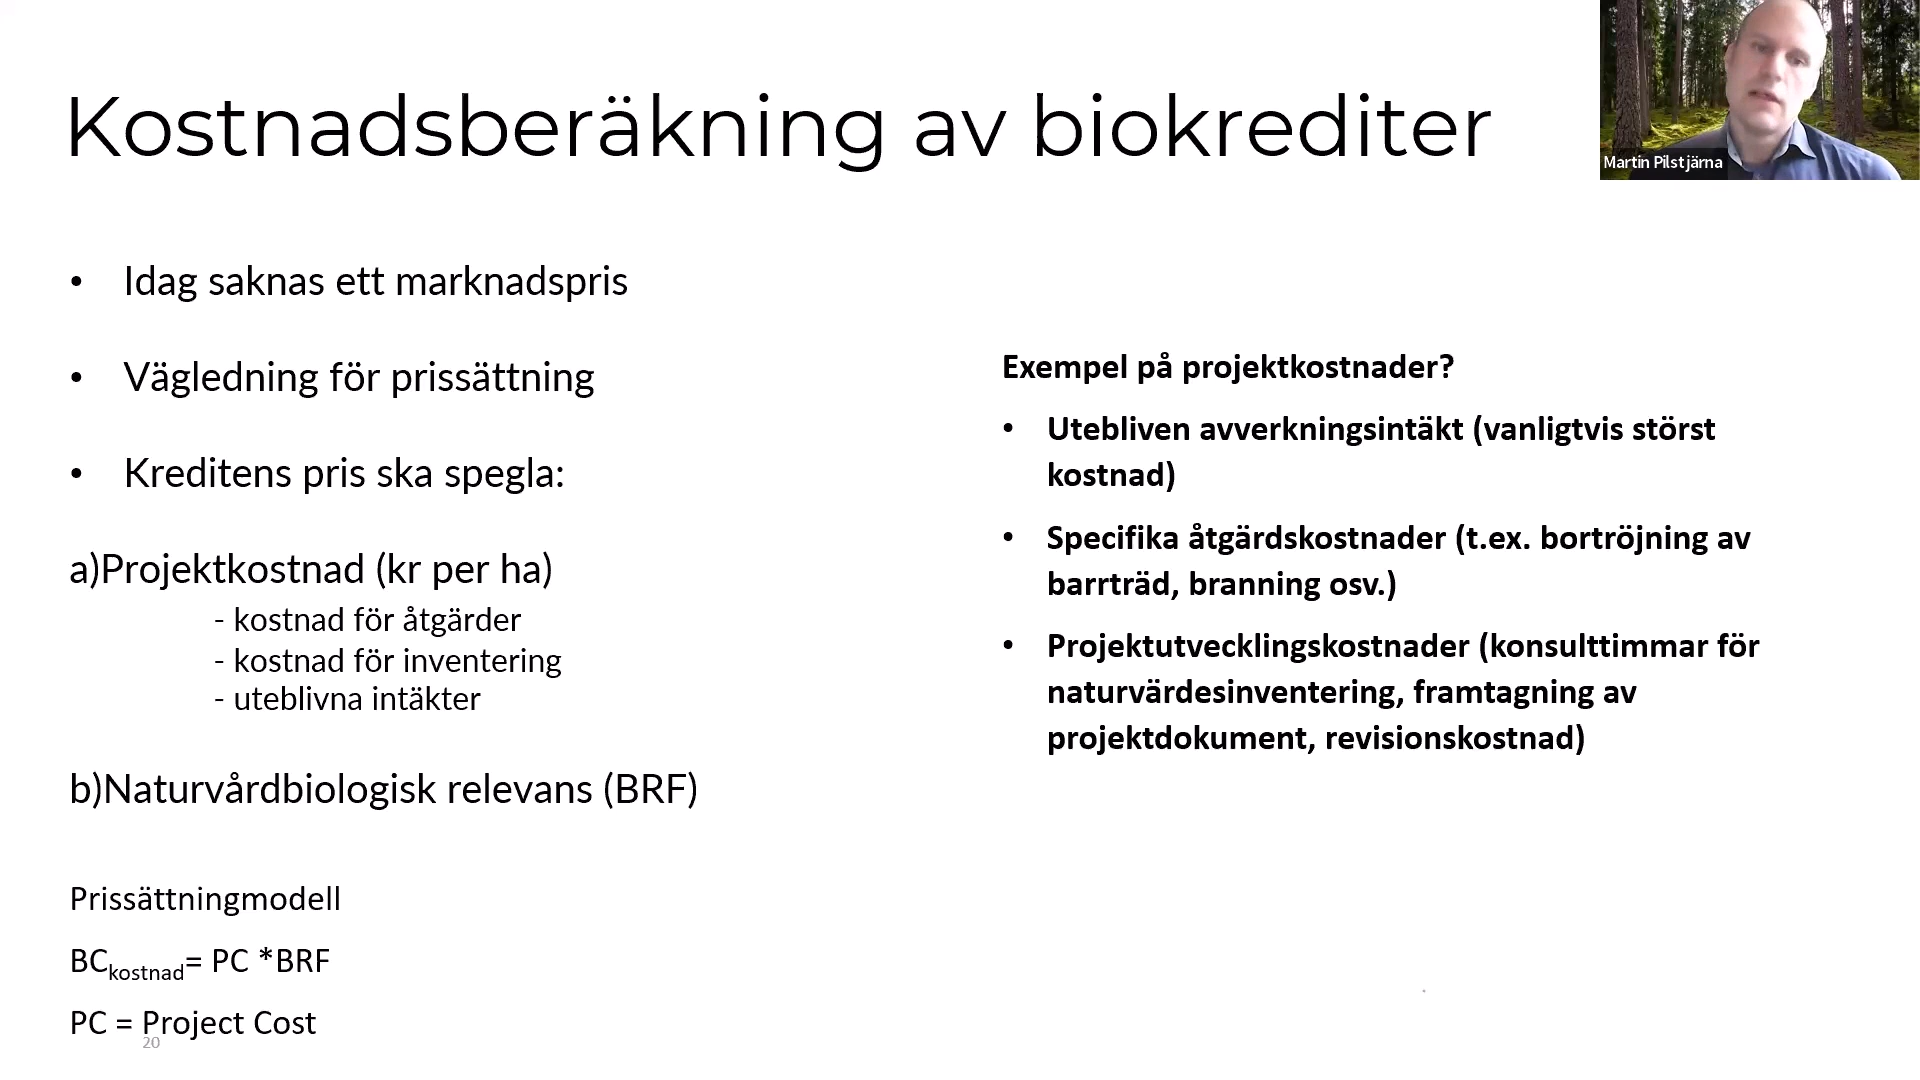 Kostnadsberäkning av biokrediter
Martin Pilstjärna
• Idag saknas ett marknadspris
• Vägledning för prissättning
• Kreditens pris ska spegla:
a)Projektkostnad (kr per ha)
- kostnad för åtgärder
- kostnad för inventering
- uteblivna intäkter
b)Naturvårdbiologisk relevans (BRF)
Prissättningmodell
BCkostnad= PC *BRF
PC = Project Cost
20
Exempel på projektkostnader?
• Utebliven avverkningsintäkt (vanligtvis störst
kostnad)
• Specifika åtgärdskostnader (t.ex. bortröjning av
barrträd, branning osv.)
• Projektutvecklingskostnader (konsulttimmar för
naturvärdesinventering, framtagning av
projektdokument, revisionskostnad)